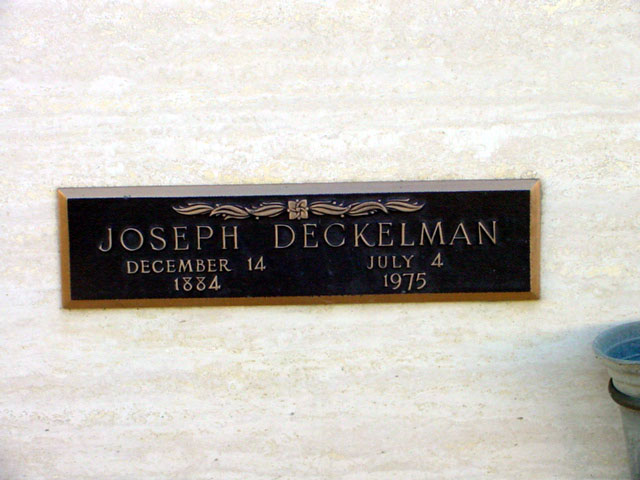 JOSEPH DECKELMAN
DECEMBER 14 JULY 4
1884 1975